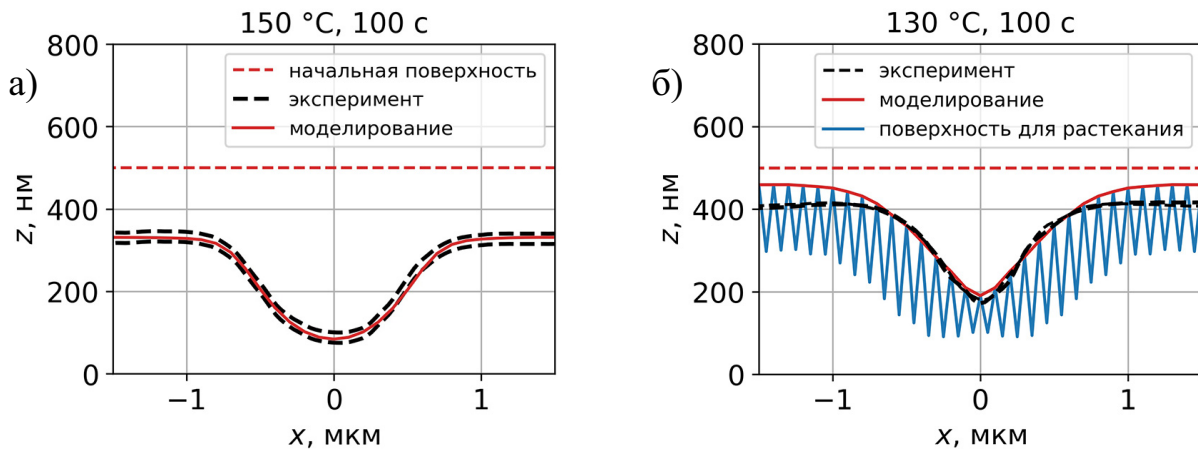 150 °C, 100 с
а)
800
600
400
200
0
z, нм
начальная поверхность
эксперимент
моделирование
−1
0
1
x, мкм
130 °C, 100 с
б)
800
600
400
200
0
z, нм
эксперимент
моделирование
поверхность для растекания
−1
0
1
x, мкм